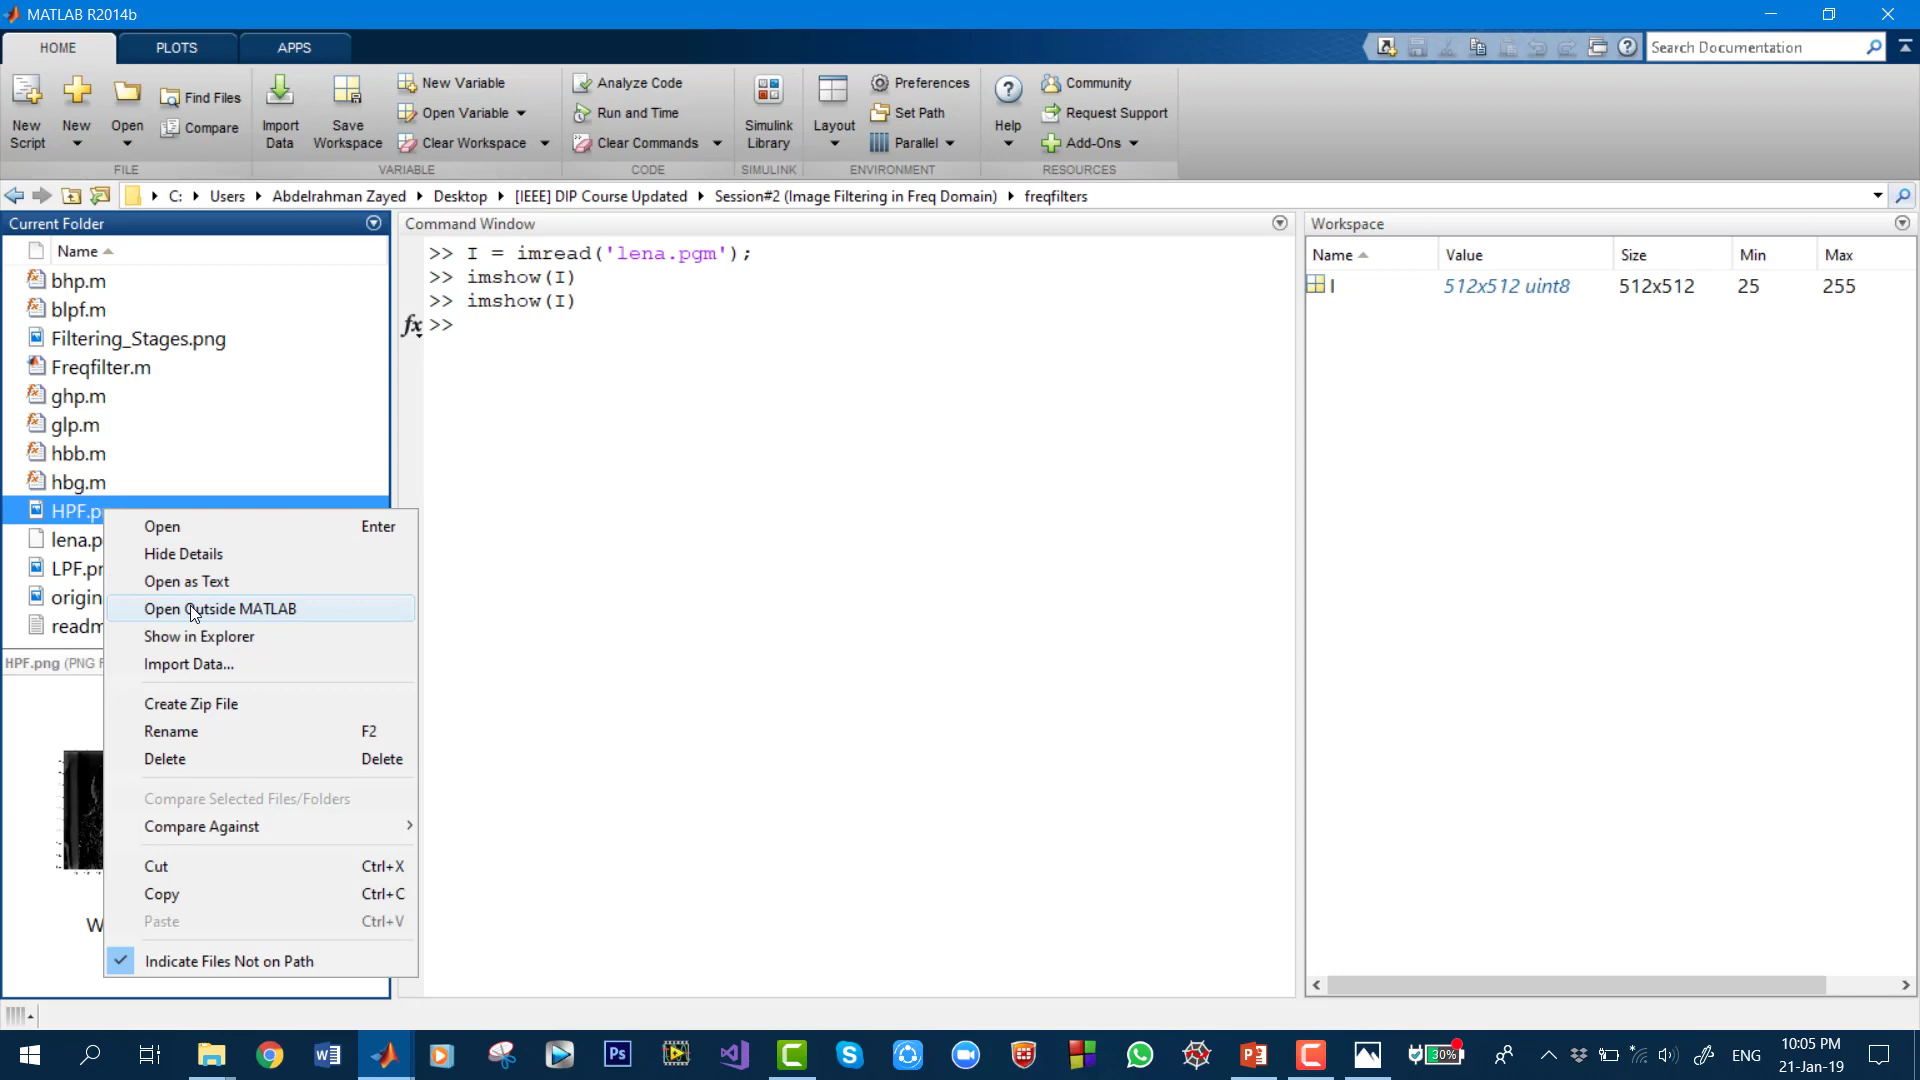 MATLAB R2014b
HOME PLOTS APPS
Search Documentation
New Script
New
Open
Find Files
Compare
Import Data
Save Workspace
New Variable
Open Variable
Clear Workspace
Analyze Code
Run and Time
Clear Commands
Simulink Library
Layout
Preferences
Set Path
Parallel
Help
Community
Request Support
Add-Ons
FILE VARIABLE CODE SIMULINK ENVIRONMENT RESOURCES
C: Users Abdelrahman Zayed Desktop [IEEE] DIP Course Updated Session#2 (Image Filtering in Freq Domain) freqfilters
Current Folder
Name
bhp.m
blpf.m
Filtering_Stages.png
Freqfilter.m
ghp.m
glp.m
hbb.m
hbg.m
HPF.p
lena.p
LPF.pr
origin
readm
HPF.png (PNG F
W
Open Enter
Hide Details
Open as Text
Open Outside MATLAB
Show in Explorer
Import Data...
Create Zip File
Rename F2
Delete Delete
Compare Selected Files/Folders
Compare Against
Cut Ctrl+X
Copy Ctrl+C
Paste Ctrl+V
Indicate Files Not on Path
Command Window
>> I = imread('lena.pgm');
>> imshow(I)
>> imshow(I)
fx >>
Workspace
Name Value Size Min Max
I 512x512 uint8 512x512 25 255
30%
ENG
10:05 PM
21-Jan-19